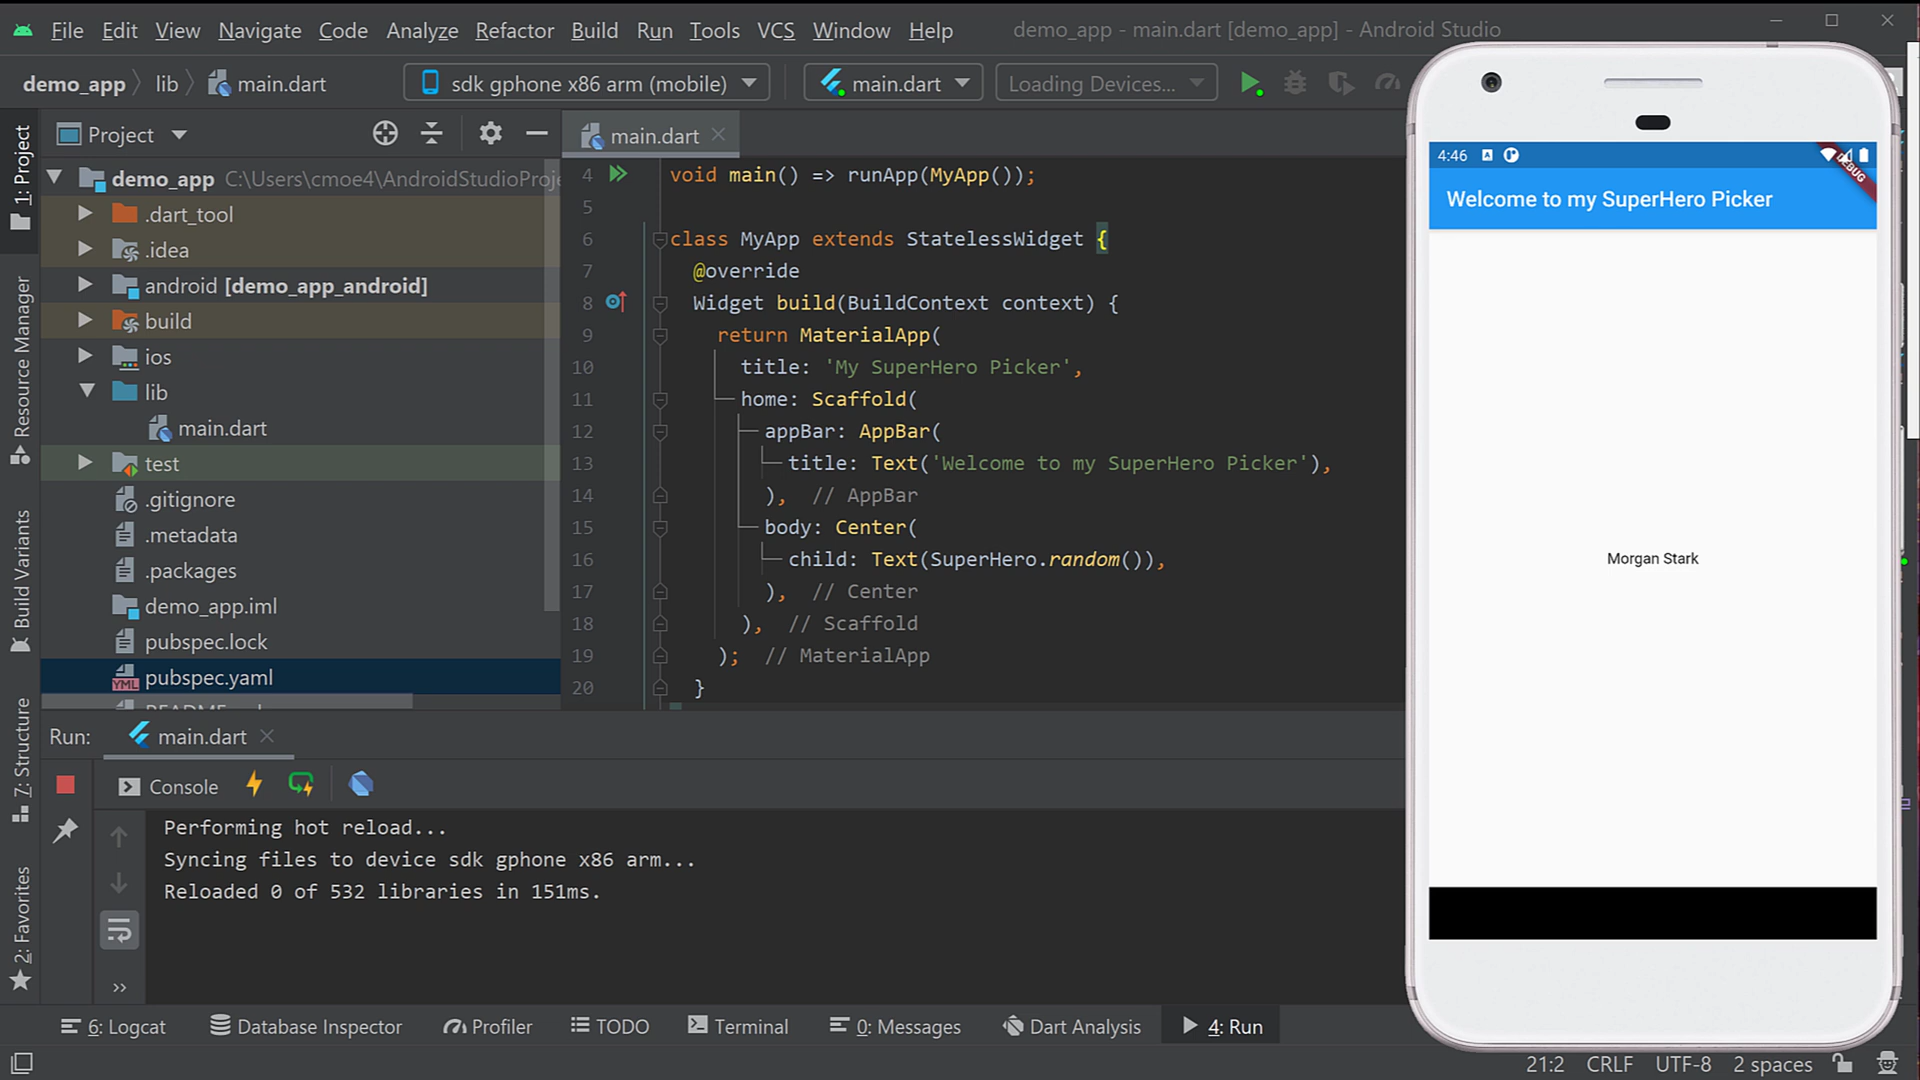 File Edit View Navigate Code Analyze Refactor Build Run Tools VCS Window Help
demo_app - main.dart [demo_app] - Android Studio
demo_app lib main.dart
sdk gphone x86 arm (mobile)
main.dart
Loading Devices...
1: Project
Resource Manager
Build Variants
7: Structure
2: Favorites
Project
demo_app C:\Users\cmoe4\AndroidStudioProje
.dart_tool
.idea
android [demo_app_android]
build
ios
lib
main.dart
test
.gitignore
.metadata
.packages
demo_app.iml
pubspec.lock
pubspec.yaml
YML
main.dart
4 void main() => runApp(MyApp());
5
6 class MyApp extends StatelessWidget {
7 @override
8 Widget build(BuildContext context) {
9 return MaterialApp(
10 title: 'My SuperHero Picker',
11 home: Scaffold(
12 appBar: AppBar(
13 title: Text('Welcome to my SuperHero Picker'),
14 ), // AppBar
15 body: Center(
16 child: Text(SuperHero.random()),
17 ), // Center
18 ), // Scaffold
19 ); // MaterialApp
20 }
Run: main.dart
Console
Performing hot reload...
Syncing files to device sdk gphone x86 arm...
Reloaded 0 of 532 libraries in 151ms.
6: Logcat Database Inspector Profiler TODO Terminal 0: Messages Dart Analysis 4: Run
21:2 CRLF UTF-8 2 spaces
4:46
DEBUG
Welcome to my SuperHero Picker
Morgan Stark